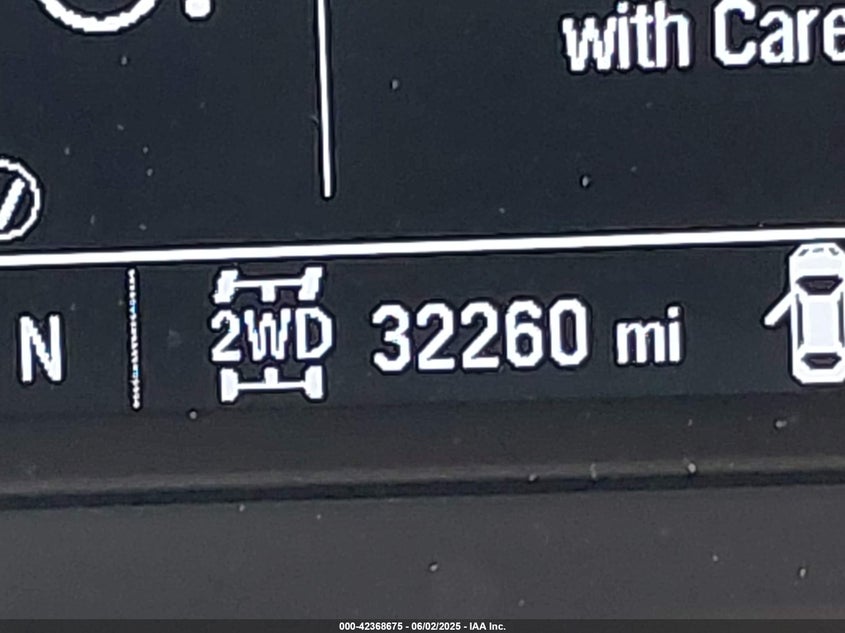 with Care
N
2WD
32260 mi
000-42368675 - 06/02/2025 - IAA Inc.